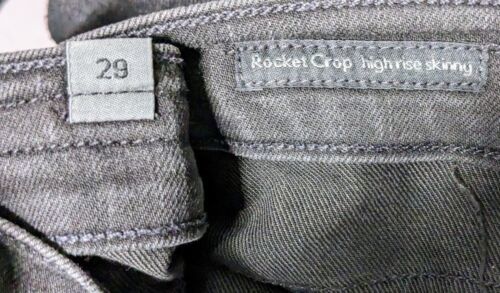 29
Rocket Crop high rise skinny